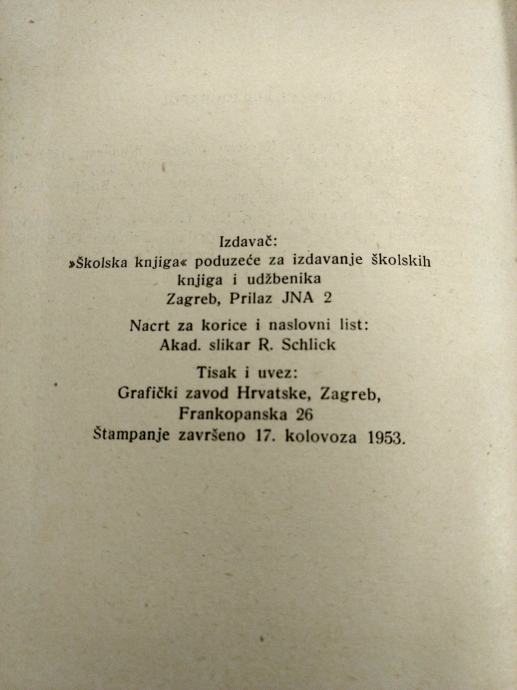 Izdavač:
»Školska knjiga« poduzeće za izdavanje školskih
knjiga i udžbenika
Zagreb, Prilaz JNA 2
Nacrt za korice i naslovni list:
Akad. slikar R. Schlick
Tisak i uvez:
Grafički zavod Hrvatske, Zagreb,
Frankopanska 26
Štampanje završeno 17. kolovoza 1953.